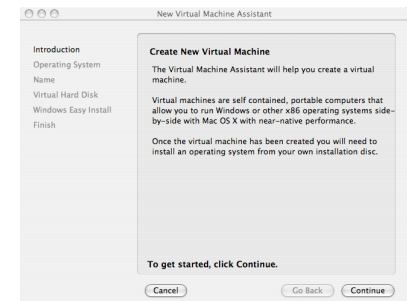 New Virtual Machine Assistant
Introduction
Operating System
Name
Virtual Hard Disk
Windows Easy Install
Finish
Create New Virtual Machine
The Virtual Machine Assistant will help you create a virtual
machine.
Virtual machines are self contained, portable computers that
allow you to run Windows or other x86 operating systems side-
by-side with Mac OS X with near-native performance.
Once the virtual machine has been created you will need to
install an operating system from your own installation disc.
To get started, click Continue.
Cancel
Go Back
Continue